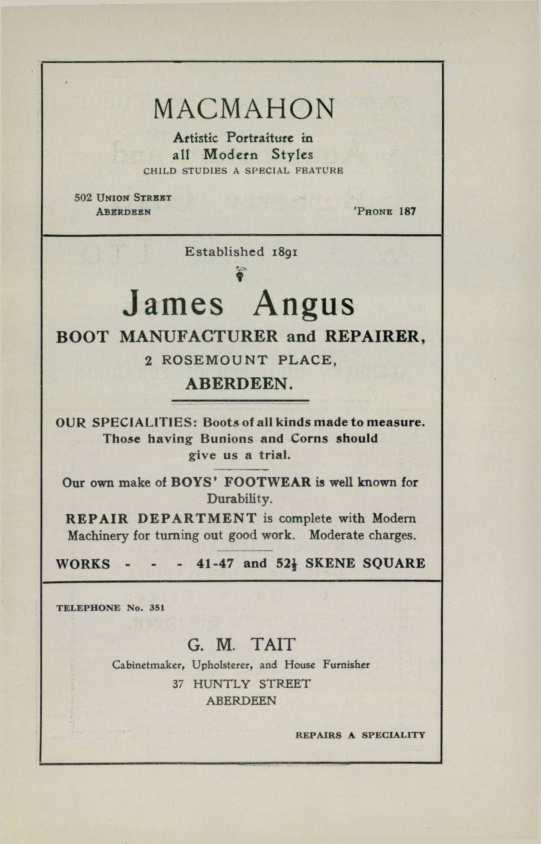 MACMAHON
Artistic Portraiture in
all Modern Styles
CHILD STUDIES A SPECIAL FEATURE
502 UNION STREET
ABERDEEN 'PHONE 187
Established 1891
James Angus
BOOT MANUFACTURER and REPAIRER,
2 ROSEMOUNT PLACE,
ABERDEEN.
OUR SPECIALITIES: Boots of all kinds made to measure.
Those having Bunions and Corns should
give us a trial.
Our own make of BOYS' FOOTWEAR is well known for
Durability.
REPAIR DEPARTMENT is complete with Modern
Machinery for turning out good work. Moderate charges.
WORKS - - - 41-47 and 52½ SKENE SQUARE
TELEPHONE No. 351
G. M. TAIT
Cabinetmaker, Upholsterer, and House Furnisher
37 HUNTLY STREET
ABERDEEN
REPAIRS A SPECIALITY